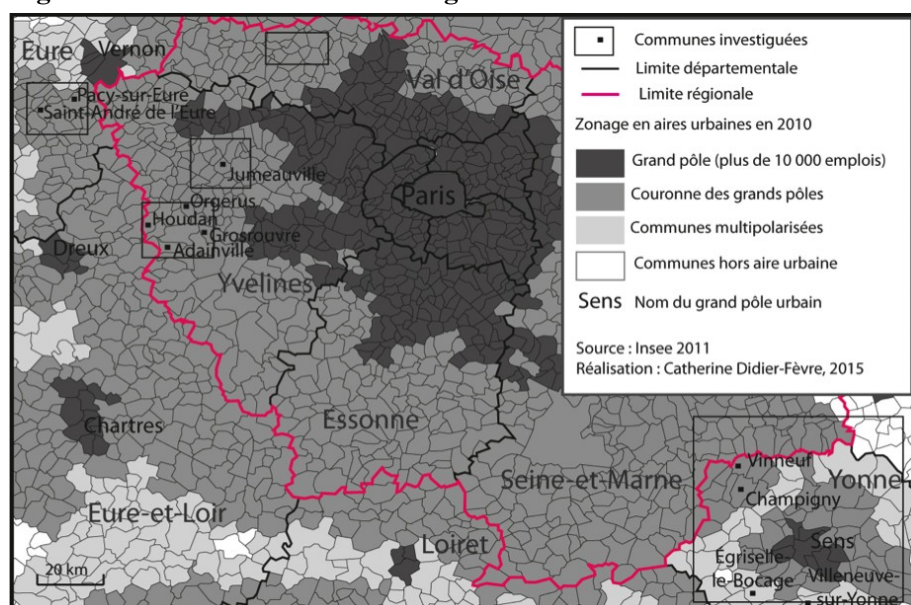 Eure
Vernon
Val d'Oise
Pacy-sur-Eure
Saint-André de l'Eure
Jumeauville
Orgerus
Houdan
Grosrouvre
Adainville
Dreux
Yvelines
Paris
Chartres
Essonne
Seine-et-Marne
Vinneuf
Yonne
Champigny
Eure-et-Loir
Loiret
Sens
Égriselle-
le-Bocage
Villeneuve-
sur-Yonne
20 km
Communes investiguées
Limite départementale
Limite régionale
Zonage en aires urbaines en 2010
Grand pôle (plus de 10 000 emplois)
Couronne des grands pôles
Communes multipolarisées
Communes hors aire urbaine
Sens Nom du grand pôle urbain
Source : Insee 2011
Réalisation : Catherine Didier-Fèvre, 2015